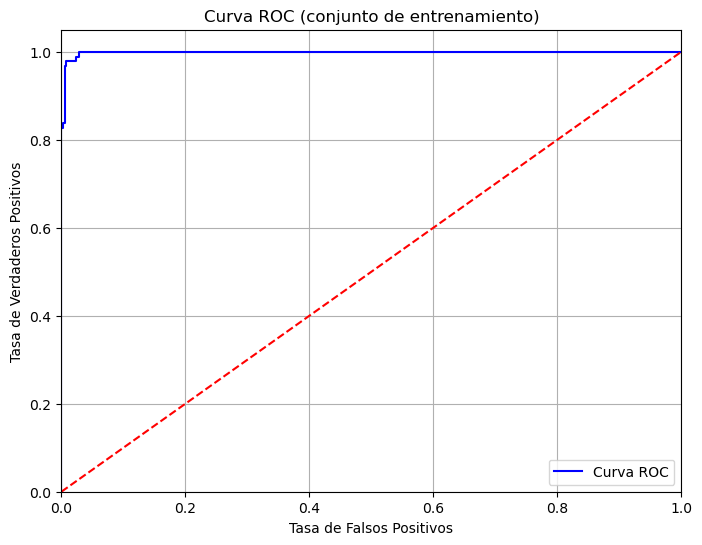 Curva ROC (conjunto de entrenamiento)
Tasa de Verdaderos Positivos
1.0
0.8
0.6
0.4
0.2
0.0
0.0 0.2 0.4 0.6 0.8 1.0
Tasa de Falsos Positivos
Curva ROC